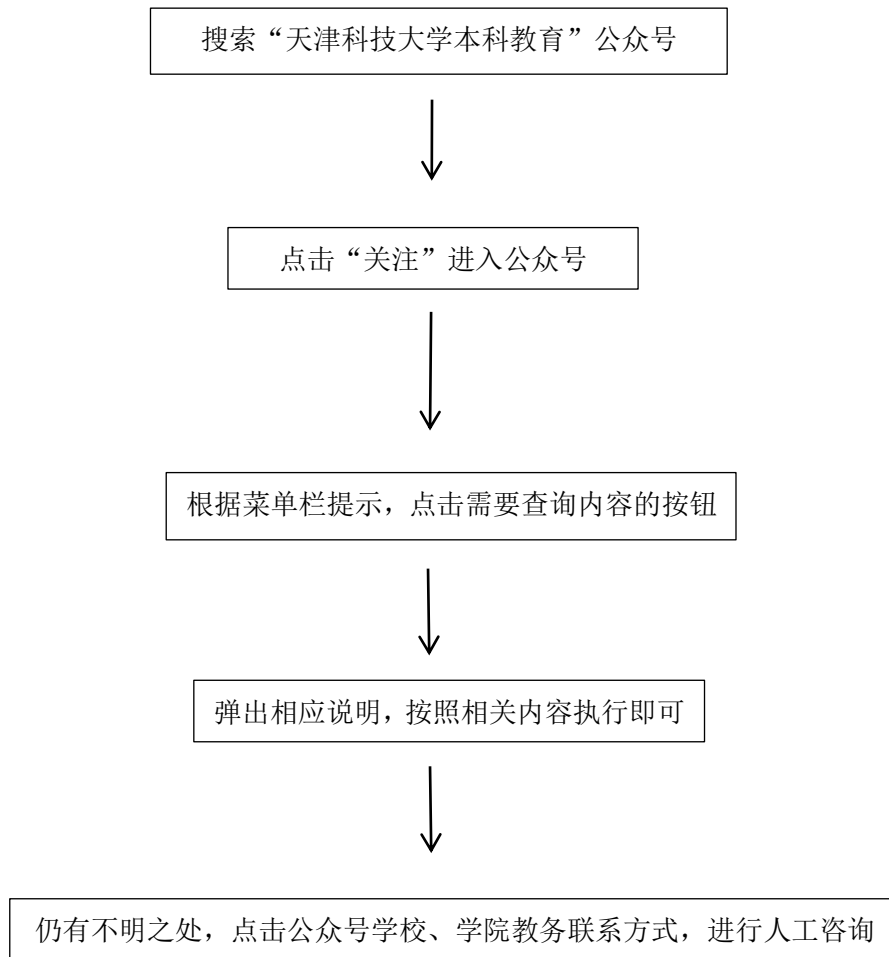 搜索“天津科技大学本科教育”公众号
点击“关注”进入公众号
根据菜单栏提示，点击需要查询内容的按钮
弹出相应说明，按照相关内容执行即可
仍有不明之处，点击公众号学校、学院教务联系方式，进行人工咨询